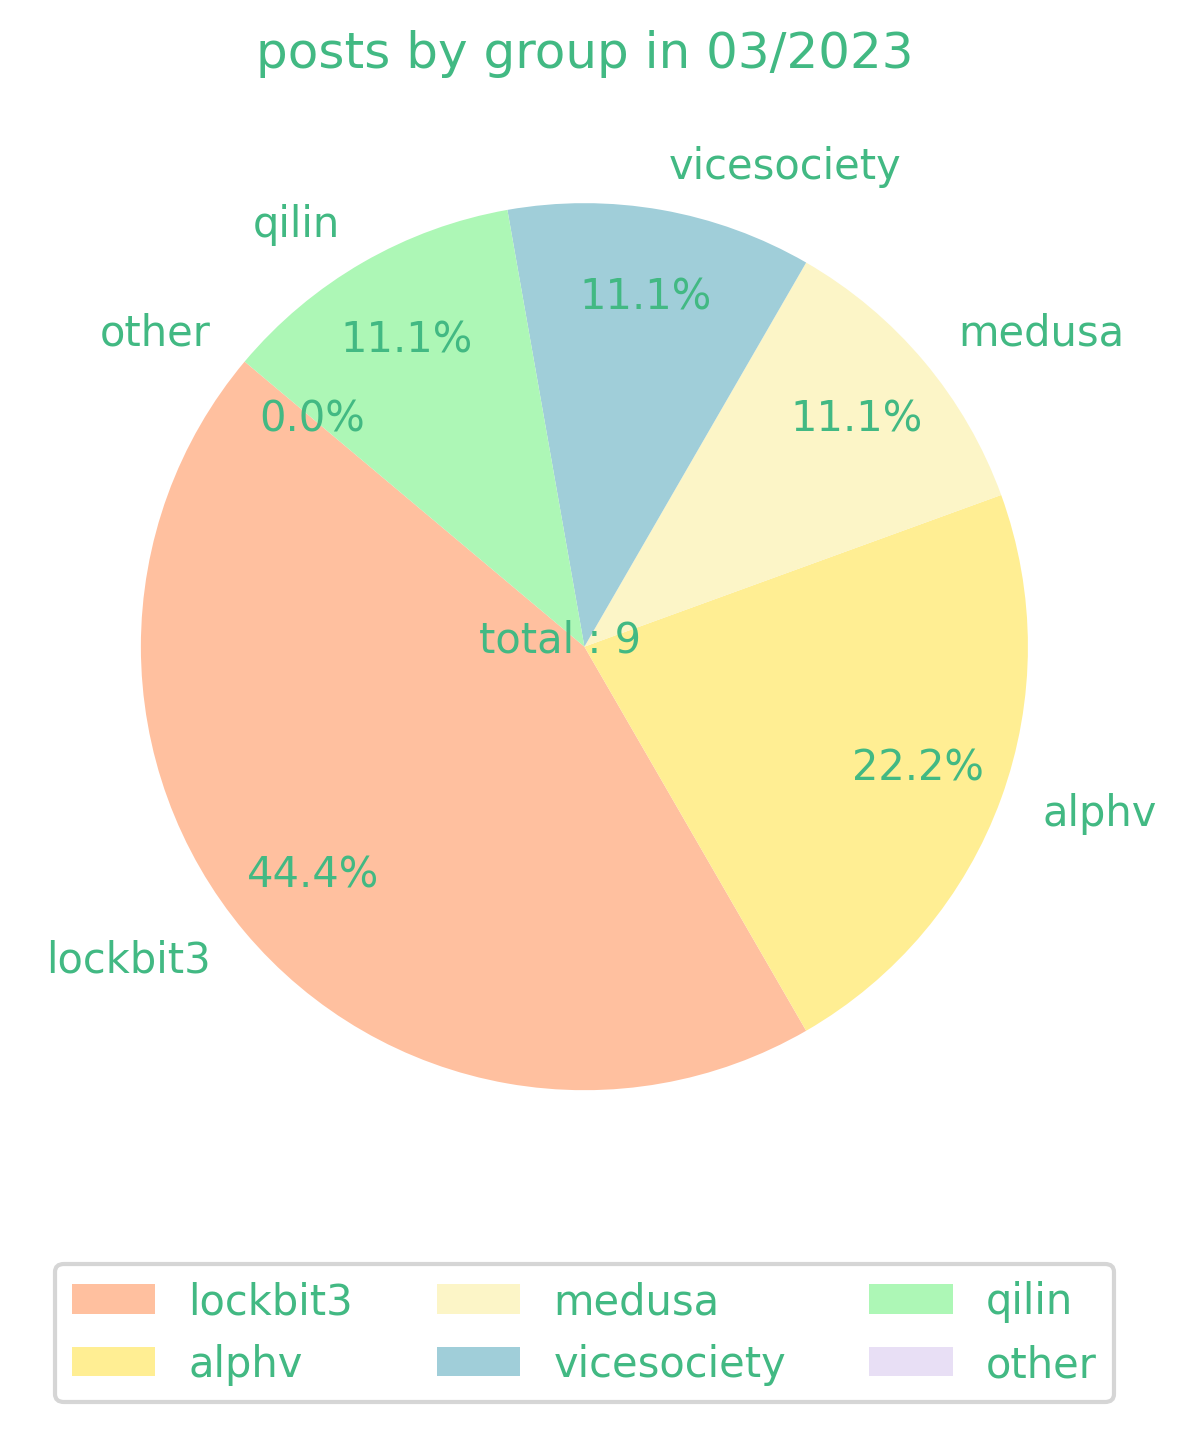 posts by group in 03/2023
vicesociety
qilin
11.1%
other
11.1%
medusa
0.0%
11.1%
total : 9
22.2%
alphv
44.4%
lockbit3
lockbit3
medusa
qilin
alphv
vicesociety
other